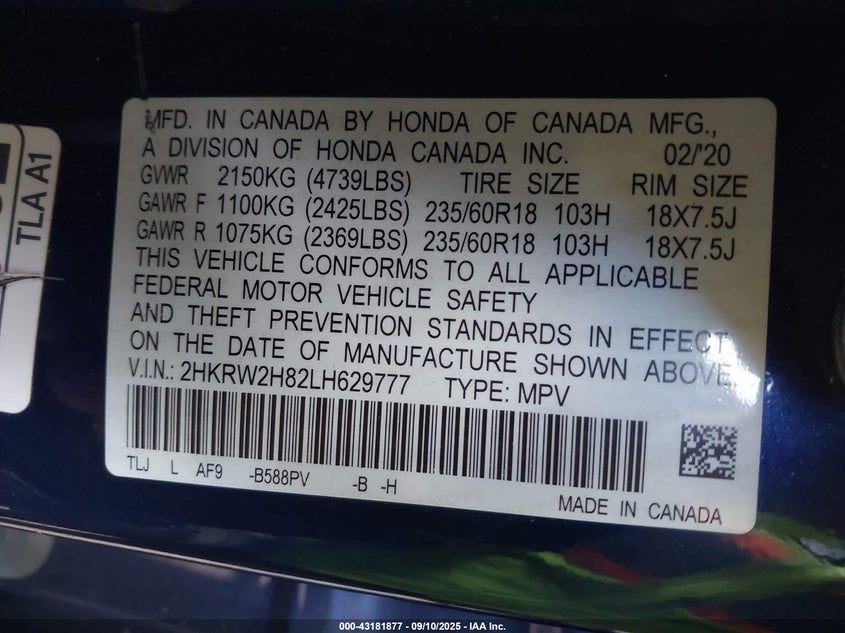 TLA A1
MFD. IN CANADA BY HONDA OF CANADA MFG.,
A DIVISION OF HONDA CANADA INC. 02/'20
GVWR 2150KG (4739LBS) TIRE SIZE RIM SIZE
GAWR F 1100KG (2425LBS) 235/60R18 103H 18X7.5J
GAWR R 1075KG (2369LBS) 235/60R18 103H 18X7.5J
THIS VEHICLE CONFORMS TO ALL APPLICABLE
FEDERAL MOTOR VEHICLE SAFETY
AND THEFT PREVENTION STANDARDS IN EFFECT
ON THE DATE OF MANUFACTURE SHOWN ABOVE.
V.I.N.: 2HKRW2H82LH629777 TYPE: MPV
TLJ L AF9 -B588PV -B -H
MADE IN CANADA
000-43181877 - 09/10/2025 - IAA Inc.